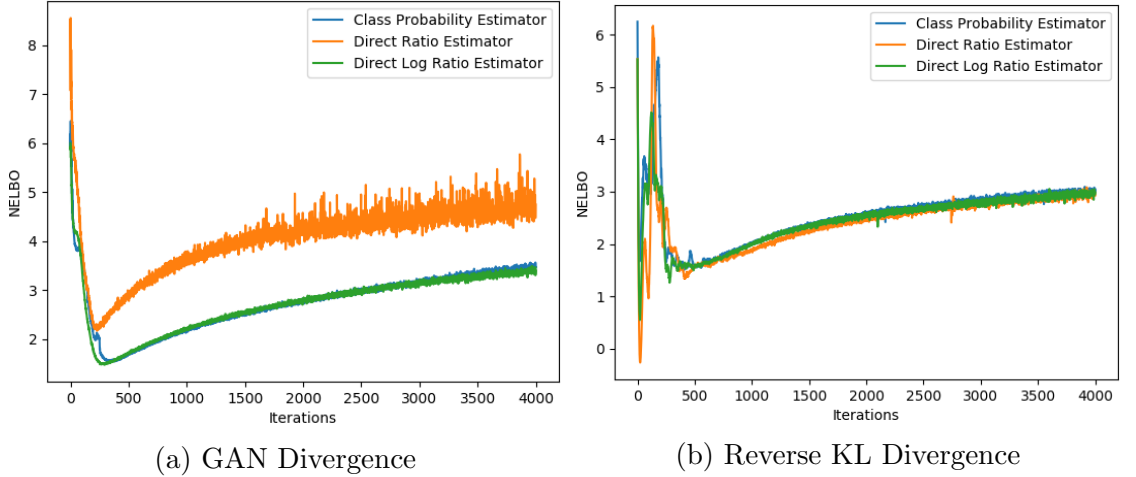 Class Probability Estimator
Direct Ratio Estimator
Direct Log Ratio Estimator
8
7
6
5
4
3
2
NELBO
0 500 1000 1500 2000 2500 3000 3500 4000
Iterations
(a) GAN Divergence
Class Probability Estimator
Direct Ratio Estimator
Direct Log Ratio Estimator
6
5
4
3
2
1
0
NELBO
0 500 1000 1500 2000 2500 3000 3500 4000
Iterations
(b) Reverse KL Divergence